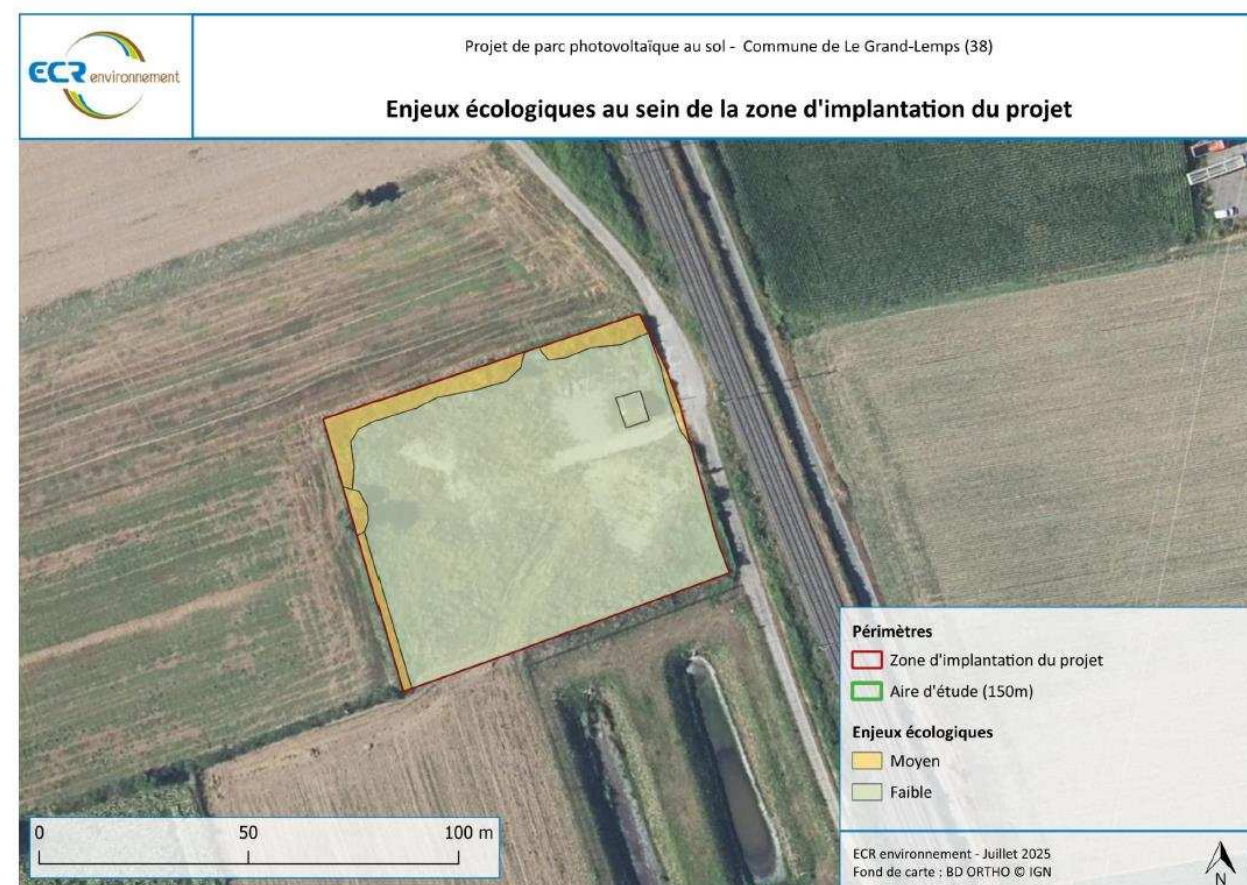 ECR environnement
Projet de parc photovoltaïque au sol - Commune de Le Grand-Lemps (38)
Enjeux écologiques au sein de la zone d'implantation du projet
Périmètres
Zone d'implantation du projet
Aire d'étude (150m)
Enjeux écologiques
Moyen
Faible
0 50 100 m
ECR environnement - Juillet 2025
Fond de carte : BD ORTHO © IGN
N